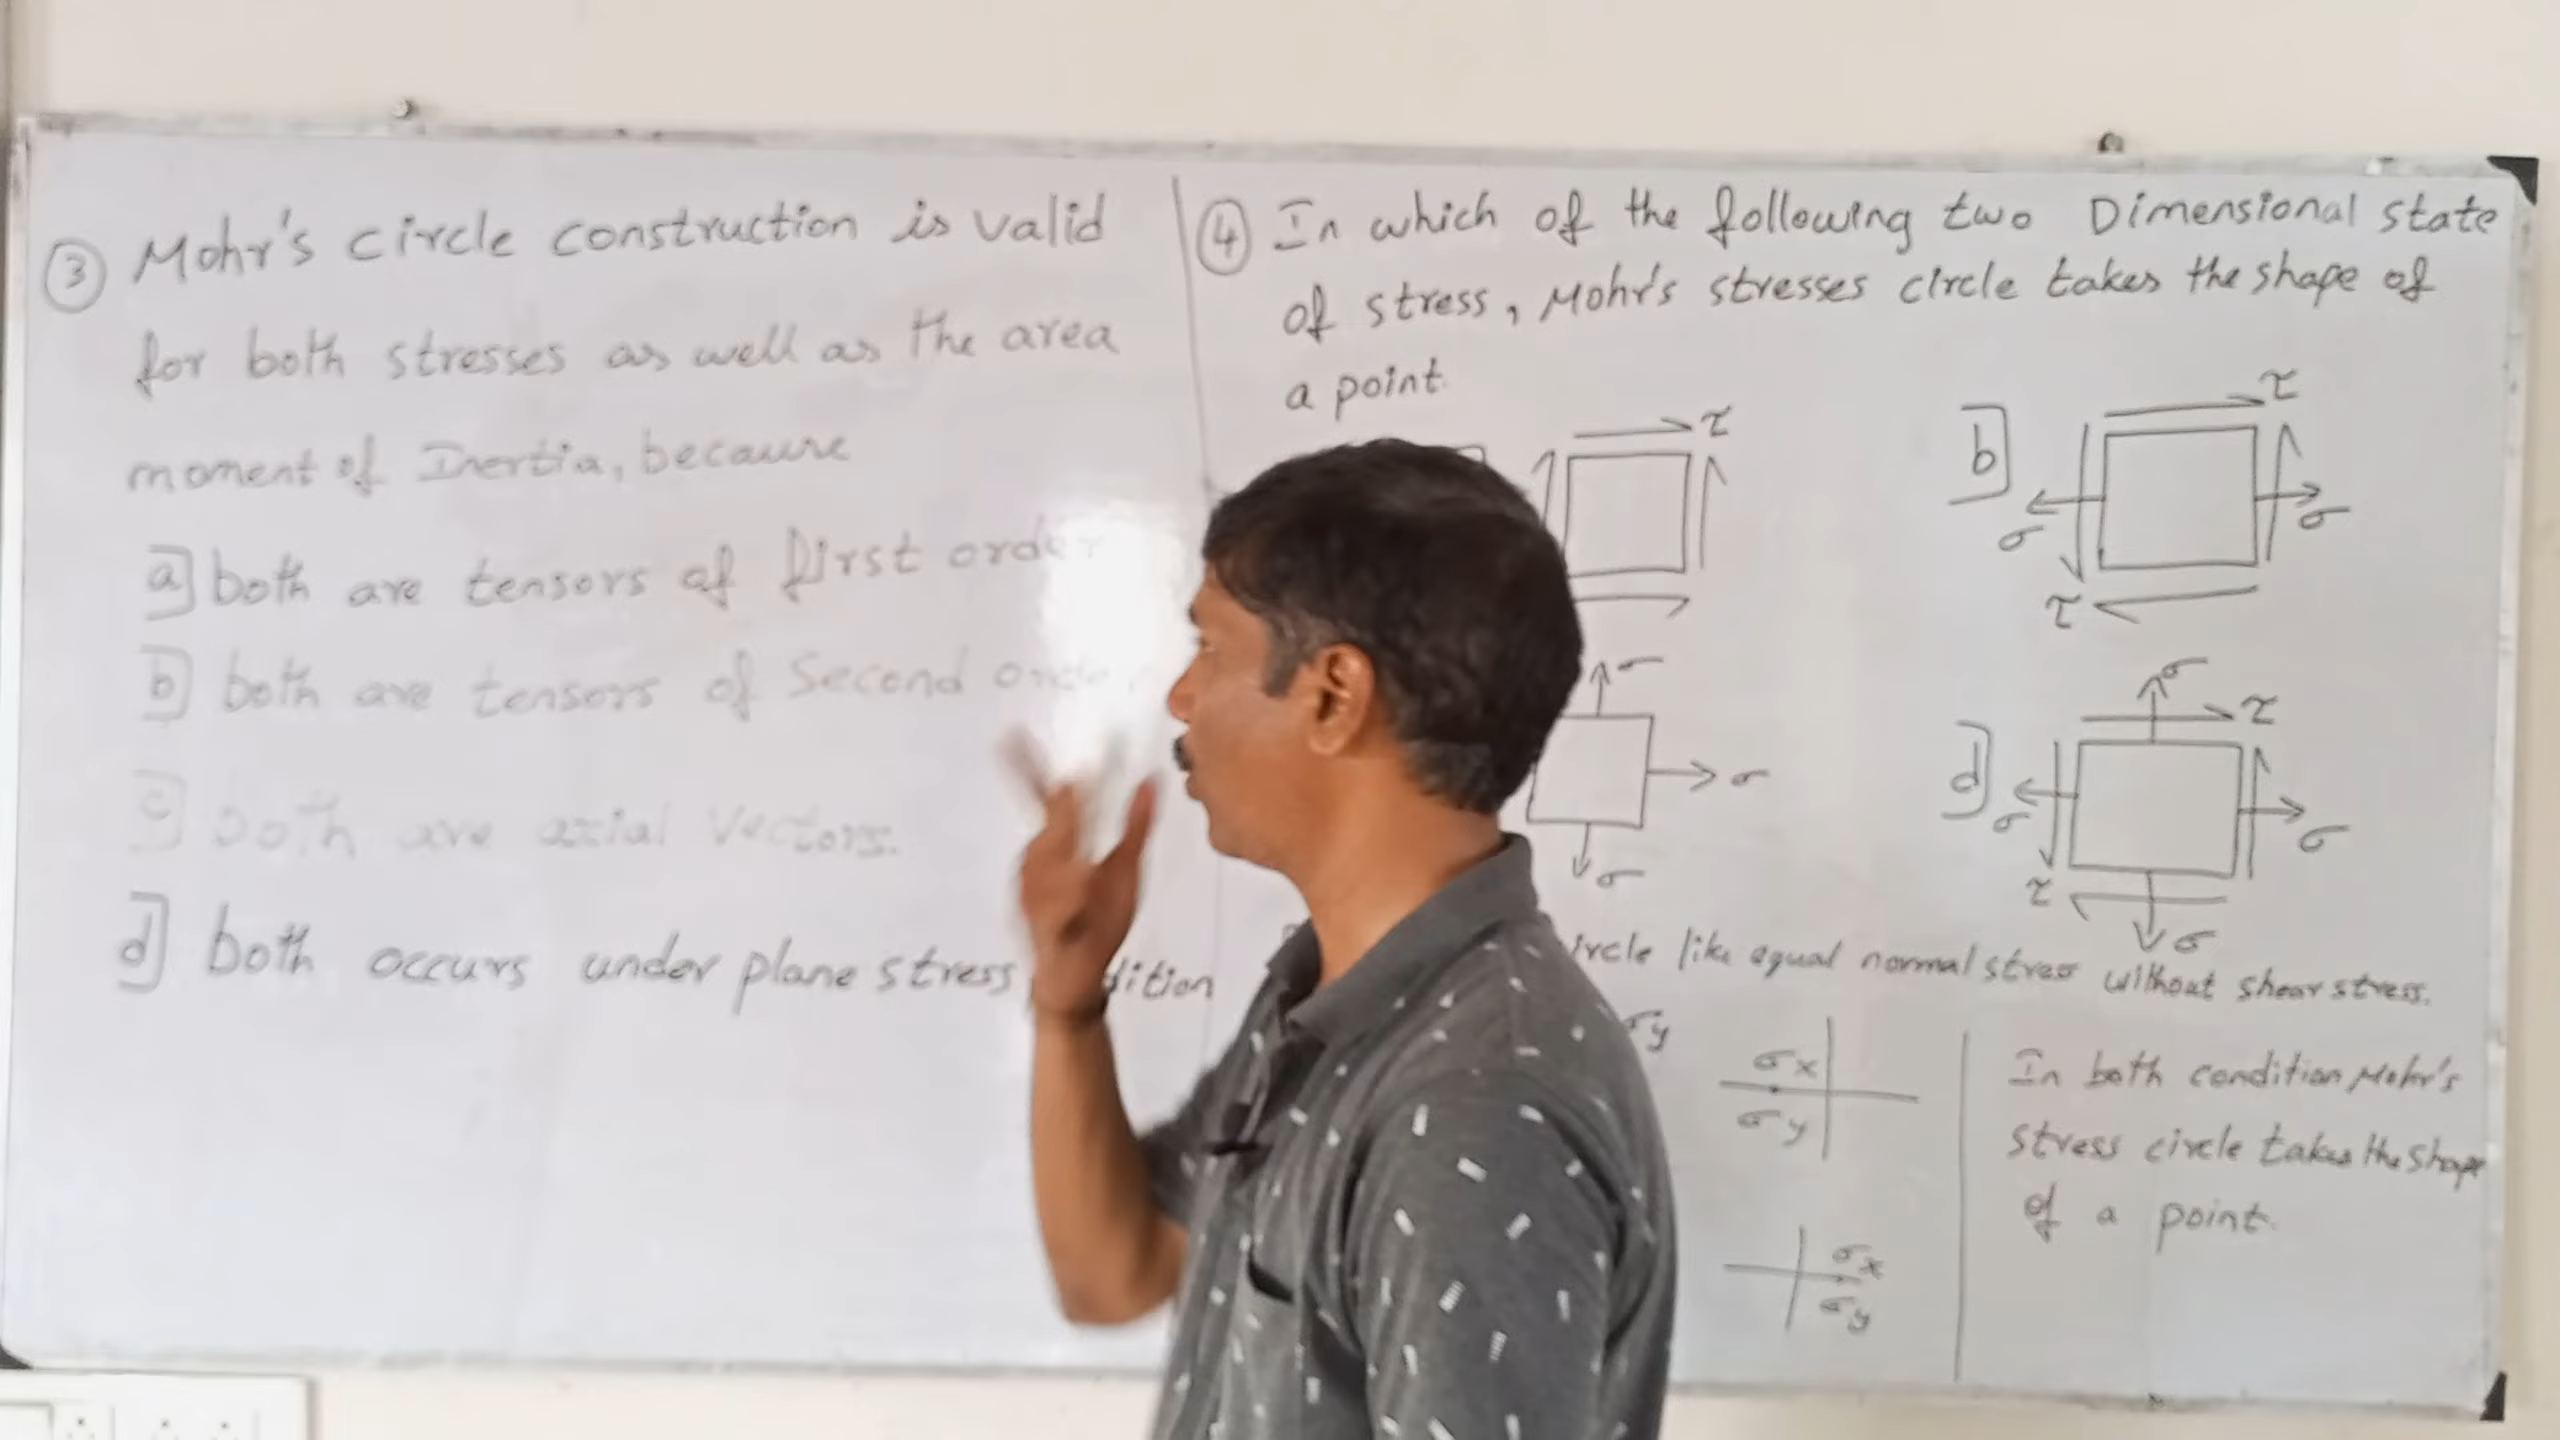 ③ Mohr's circle construction is valid
for both stresses as well as the area
moment of Inertia, because
a] both are tensors of first order
b] both are tensors of Second
c] both are axial vectors.
d] both occurs under plane stress
④ In which of the following two Dimensional state
of stress, Mohr's stresses circle takes the shape of
a point.
τ
b] τ
σ σ
τ
σ
σ
σ
d] σ τ
σ σ
τ
σ
like equal normal stress without shear stress.
σy
σx
σy
σx
σy
In both condition Mohr's
stress circle takes the shape
of a point.